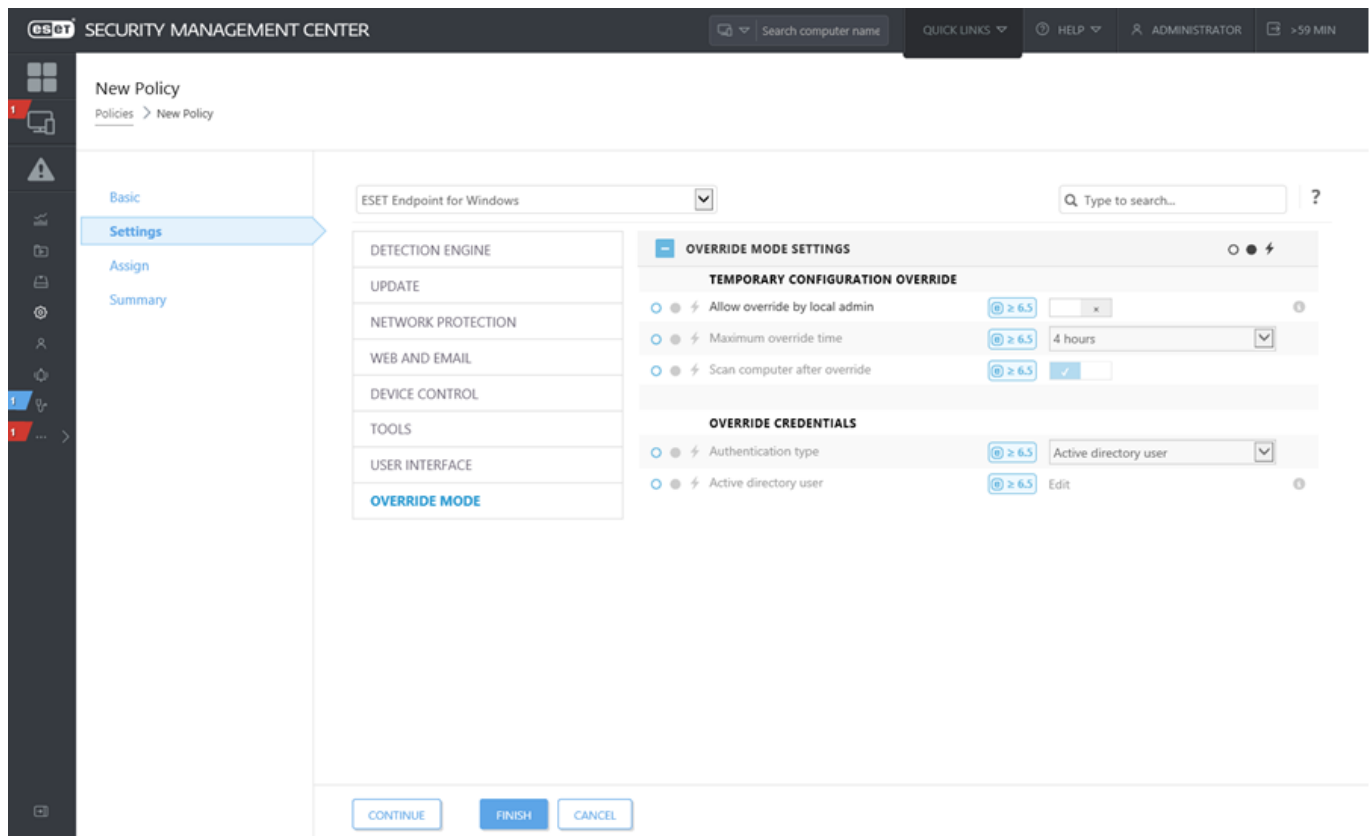 eset SECURITY MANAGEMENT CENTER
Search computer name
QUICK LINKS
HELP
ADMINISTRATOR
>59 MIN
New Policy
Policies > New Policy
1
1
1
...
Basic
Settings
Assign
Summary
ESET Endpoint for Windows
Type to search...
?
DETECTION ENGINE
UPDATE
NETWORK PROTECTION
WEB AND EMAIL
DEVICE CONTROL
TOOLS
USER INTERFACE
OVERRIDE MODE
OVERRIDE MODE SETTINGS
TEMPORARY CONFIGURATION OVERRIDE
Allow override by local admin ≥ 6.5
Maximum override time ≥ 6.5 4 hours
Scan computer after override ≥ 6.5
OVERRIDE CREDENTIALS
Authentication type ≥ 6.5 Active directory user
Active directory user ≥ 6.5 Edit
CONTINUE
FINISH
CANCEL